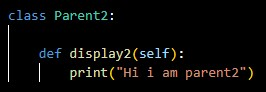 class Parent2:
def display2(self):
print("Hi i am parent2")